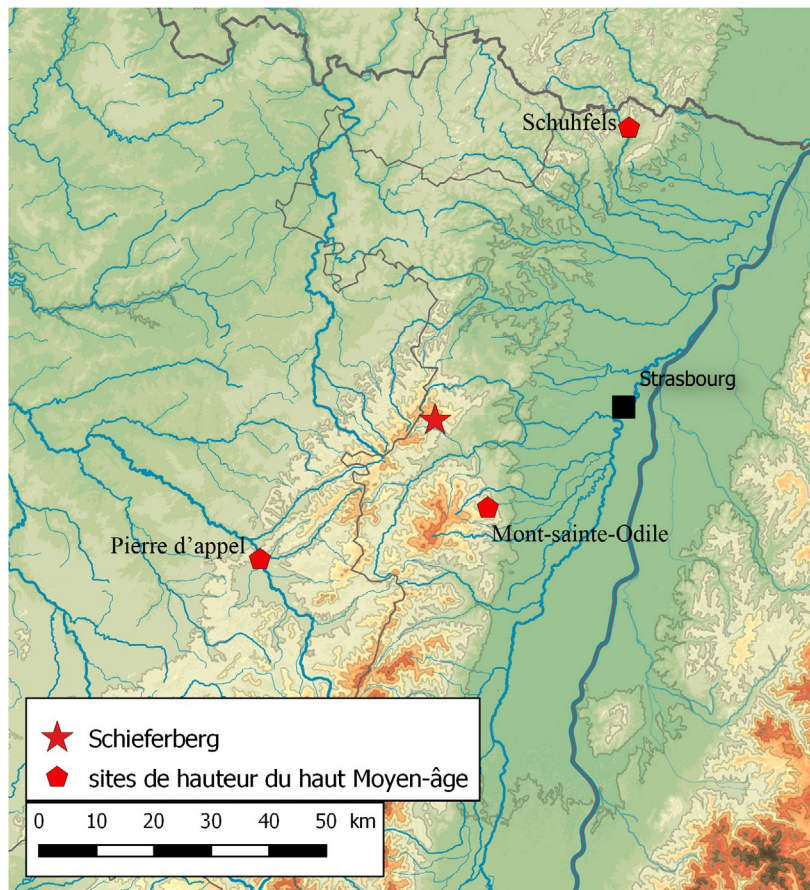 Schuhfels
Strasbourg
Mont-sainte-Odile
Pierre d'appel
Schieferberg
sites de hauteur du haut Moyen-âge
0 10 20 30 40 50 km